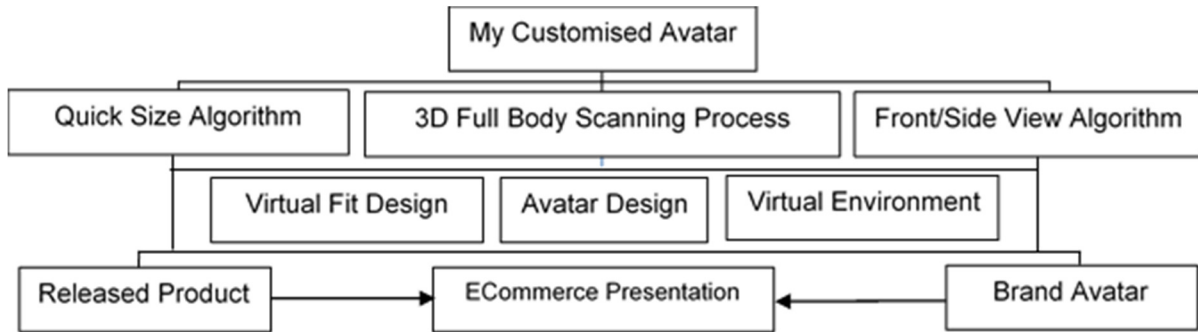 My Customised Avatar
Quick Size Algorithm
3D Full Body Scanning Process
Front/Side View Algorithm
Virtual Fit Design
Avatar Design
Virtual Environment
Released Product
ECommerce Presentation
Brand Avatar